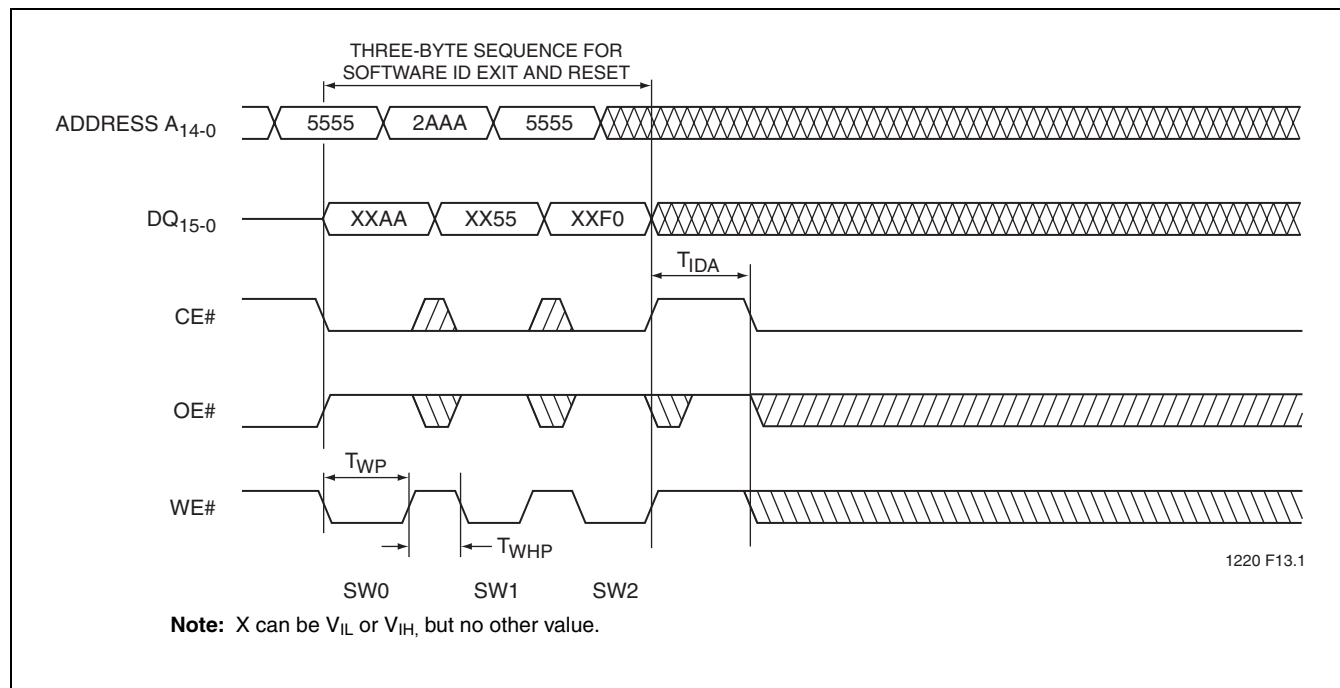 THREE-BYTE SEQUENCE FOR
SOFTWARE ID EXIT AND RESET
ADDRESS A14-0
5555 2AAA 5555
DQ15-0
XXAA XX55 XXF0
TIDA
CE#
OE#
TWP
WE#
TWHP
1220 F13.1
SW0 SW1 SW2
Note: X can be VIL or VIH, but no other value.